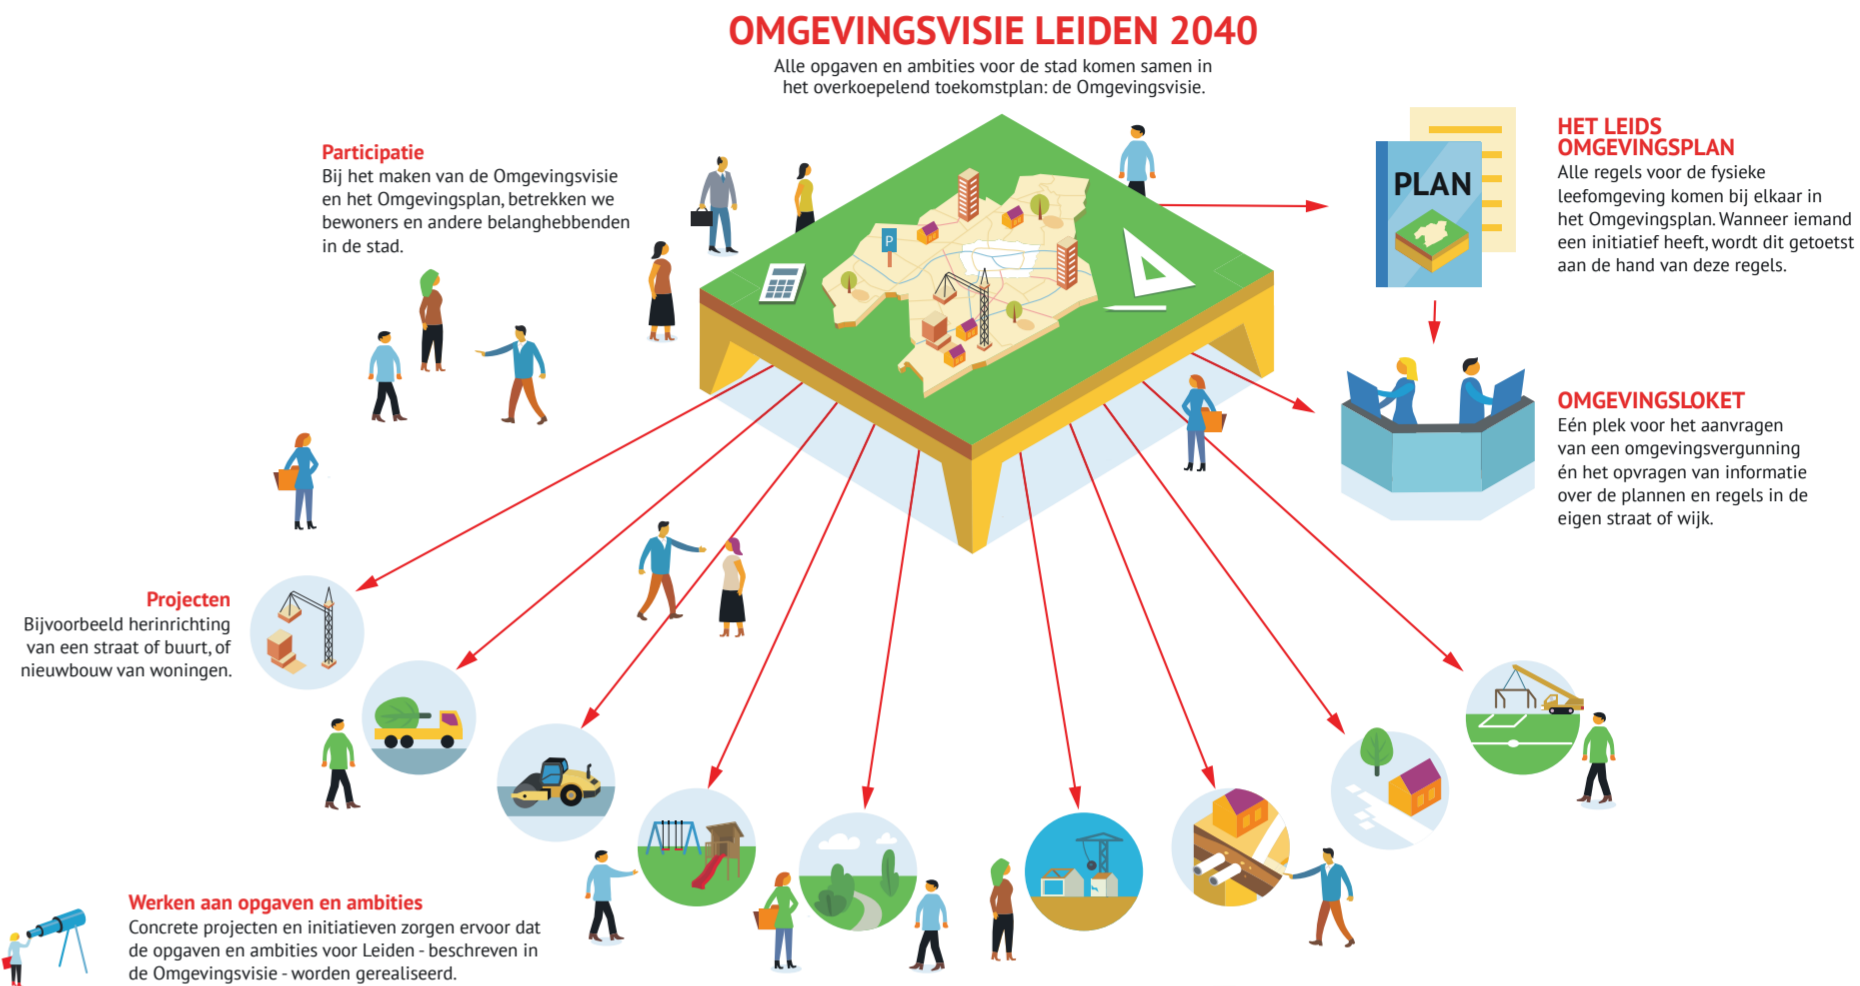 OMGEVINGSVISIE LEIDEN 2040
Alle opgaven en ambities voor de stad komen samen in
het overkoepelend toekomstplan: de Omgevingsvisie.
Participatie
Bij het maken van de Omgevingsvisie
en het Omgevingsplan, betrekken we
bewoners en andere belanghebbenden
in de stad.
P
PLAN
HET LEIDS
OMGEVINGSPLAN
Alle regels voor de fysieke
leefomgeving komen bij elkaar in
het Omgevingsplan. Wanneer iemand
een initiatief heeft, wordt dit getoetst
aan de hand van deze regels.
OMGEVINGSLOKET
Eén plek voor het aanvragen
van een omgevingsvergunning
én het opvragen van informatie
over de plannen en regels in de
eigen straat of wijk.
Projecten
Bijvoorbeeld herinrichting
van een straat of buurt, of
nieuwbouw van woningen.
Werken aan opgaven en ambities
Concrete projecten en initiatieven zorgen ervoor dat
de opgaven en ambities voor Leiden - beschreven in
de Omgevingsvisie - worden gerealiseerd.